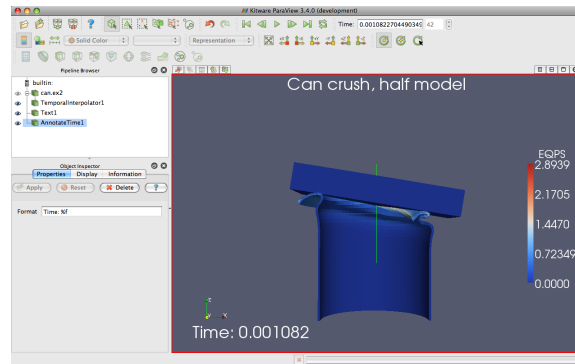 Kitware ParaView 3.4.0 (development)
Time: 0.0010822704490349 42
Solid Color
Representation
Pipeline Browser
builtin:
can.ex2
TemporalInterpolator1
Text1
AnnotateTime1
Object Inspector
Properties Display Information
Apply Reset Delete ?
Format Time: %f
Can crush, half model
EQPS
2.8939
2.1705
1.4470
0.72349
0.0000
Time: 0.001082